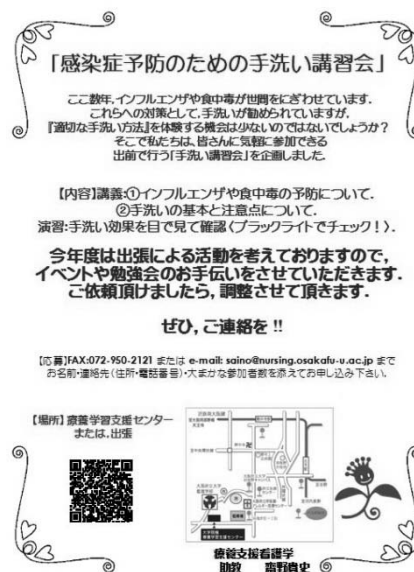 「感染症予防のための手洗い講習会」
ここ数年,インフルエンザや食中毒が世間をにぎわせています.
これらへの対策として,手洗いが勧められていますが,
『適切な手洗い方法』を体験する機会は少ないのではないでしょうか？
そこで私たちは,皆さんに気軽に参加できる
出前で行う「手洗い講習会」を企画しました.
【内容】講義:①インフルエンザや食中毒の予防について.
②手洗いの基本と注意点について.
演習:手洗い効果を目で見て確認〈ブラックライトでチェック！〉.
今年度は出張による活動を考えておりますので,
イベントや勉強会のお手伝いをさせていただきます.
ご依頼頂けましたら,調整させて頂きます.
ぜひ,ご連絡を !!
【応募】FAX:072-950-2121 または e-mail: saino@nursing.osakafu-u.ac.jp まで
お名前・連絡先（住所・電話番号）・大まかな参加者数を添えてお申し込み下さい.
【場所】療養学習支援センター
または,出張
療養支援看護学
助教 貴史